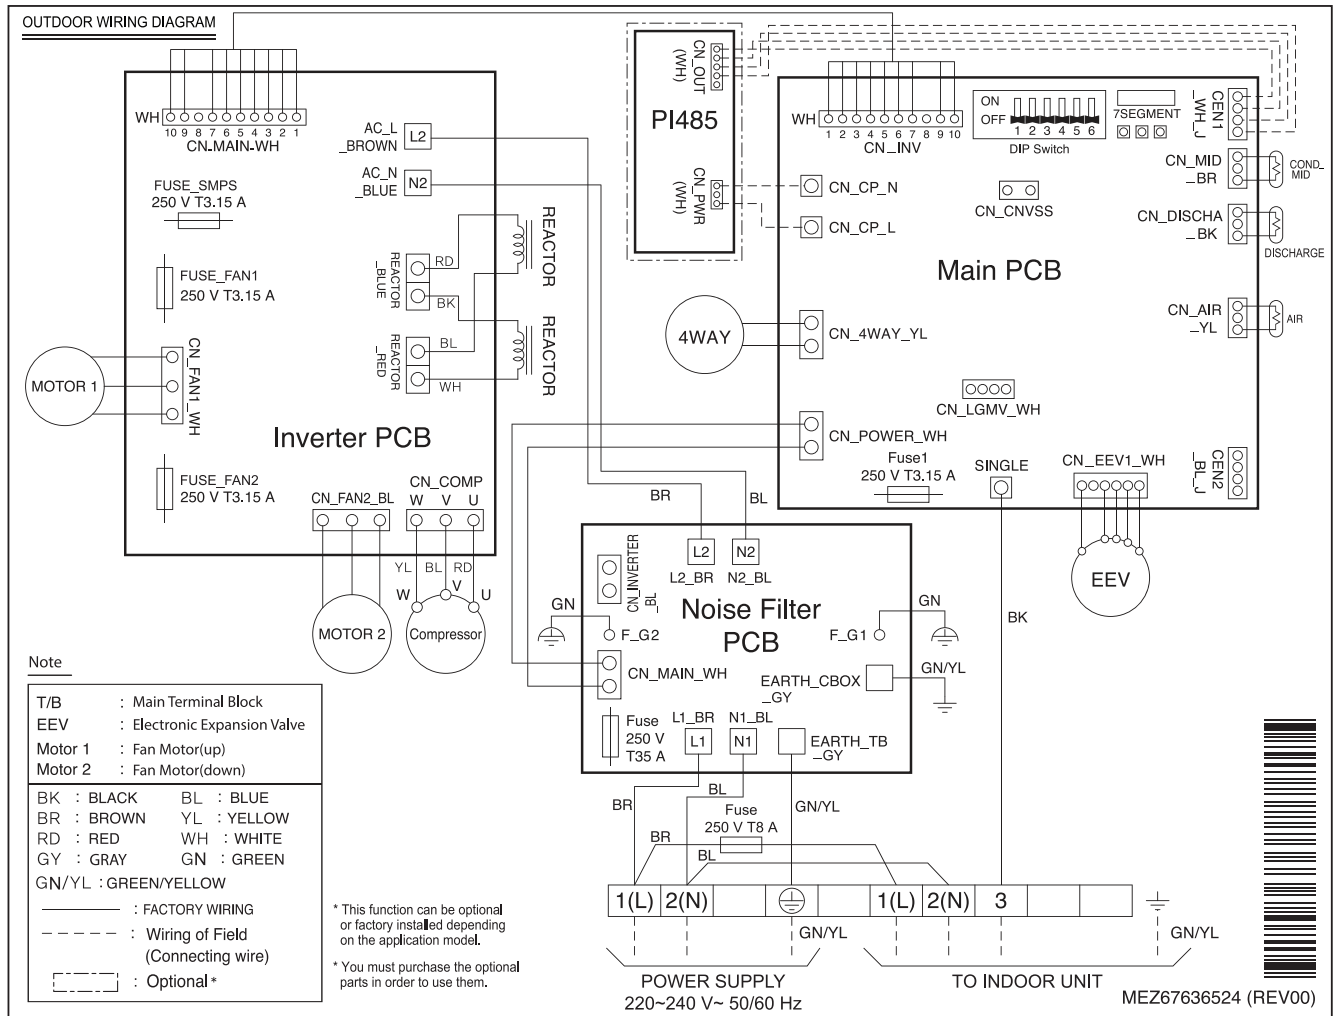 OUTDOOR WIRING DIAGRAM
WH
10 9 8 7 6 5 4 3 2 1
CN-MAIN-WH
AC_L
_BROWN
L2
AC_N
_BLUE
N2
FUSE_SMPS
250 V T3.15 A
FUSE_FAN1
250 V T3.15 A
REACTOR
_BLUE
RD
BK
REACTOR
REACTOR
_RED
BL
WH
REACTOR
MOTOR 1
CN_FAN1_WH
Inverter PCB
FUSE_FAN2
250 V T3.15 A
CN_FAN2_BL
CN_COMP
W V U
YL BL RD
W V U
MOTOR 2
Compressor
CN_OUT
(WH)
PI485
CN_PWR
(WH)
WH
1 2 3 4 5 6 7 8 9 10
CN_INV
ON
OFF
1 2 3 4 5 6
DIP Switch
7SEGMENT
CEN1
_WH_J
CN_MID
_BR
COND_
MID
CN_CP_N
CN_CNVSS
CN_DISCHA
_BK
DISCHARGE
CN_CP_L
Main PCB
CN_AIR
_YL
AIR
4WAY
CN_4WAY_YL
CN_LGMV_WH
CN_POWER_WH
Fuse1
250 V T3.15 A
SINGLE
CN_EEV1_WH
CEN2
_BL_J
EEV
BR
BL
BK
L2
N2
L2_BR
N2_BL
CN_INVERTER
_BL
GN
F_G2
Noise Filter
PCB
GN
F_G1
GN/YL
CN_MAIN_WH
EARTH_CBOX
_GY
Fuse
250 V
T35 A
L1_BR
N1_BL
L1
N1
EARTH_TB
_GY
BR
BL
GN/YL
Fuse
250 V T8 A
BR
BL
1(L)
2(N)
1(L)
2(N)
3
GN/YL
GN/YL
POWER SUPPLY
220~240 V~ 50/60 Hz
TO INDOOR UNIT
Note
T/B : Main Terminal Block
EEV : Electronic Expansion Valve
Motor 1 : Fan Motor(up)
Motor 2 : Fan Motor(down)
BK : BLACK BL : BLUE
BR : BROWN YL : YELLOW
RD : RED WH : WHITE
GY : GRAY GN : GREEN
GN/YL : GREEN/YELLOW
: FACTORY WIRING
: Wiring of Field
(Connecting wire)
: Optional *
* This function can be optional
or factory installed depending
on the application model.
* You must purchase the optional
parts in order to use them.
MEZ67636524 (REV00)